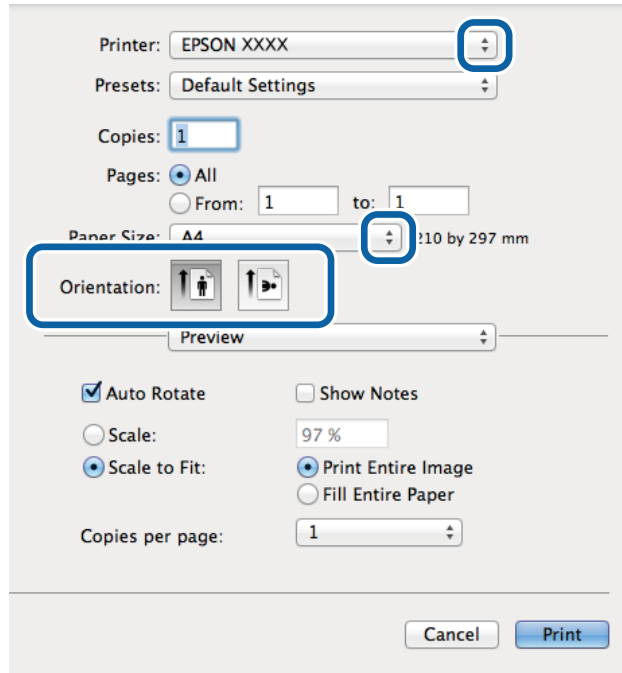 Printer: EPSON XXXX
Presets: Default Settings
Copies: 1
Pages: All
From: 1 to: 1
Paper Size: A4 210 by 297 mm
Orientation:
Preview
Auto Rotate Show Notes
Scale: 97 %
Scale to Fit: Print Entire Image
Fill Entire Paper
Copies per page: 1
Cancel Print